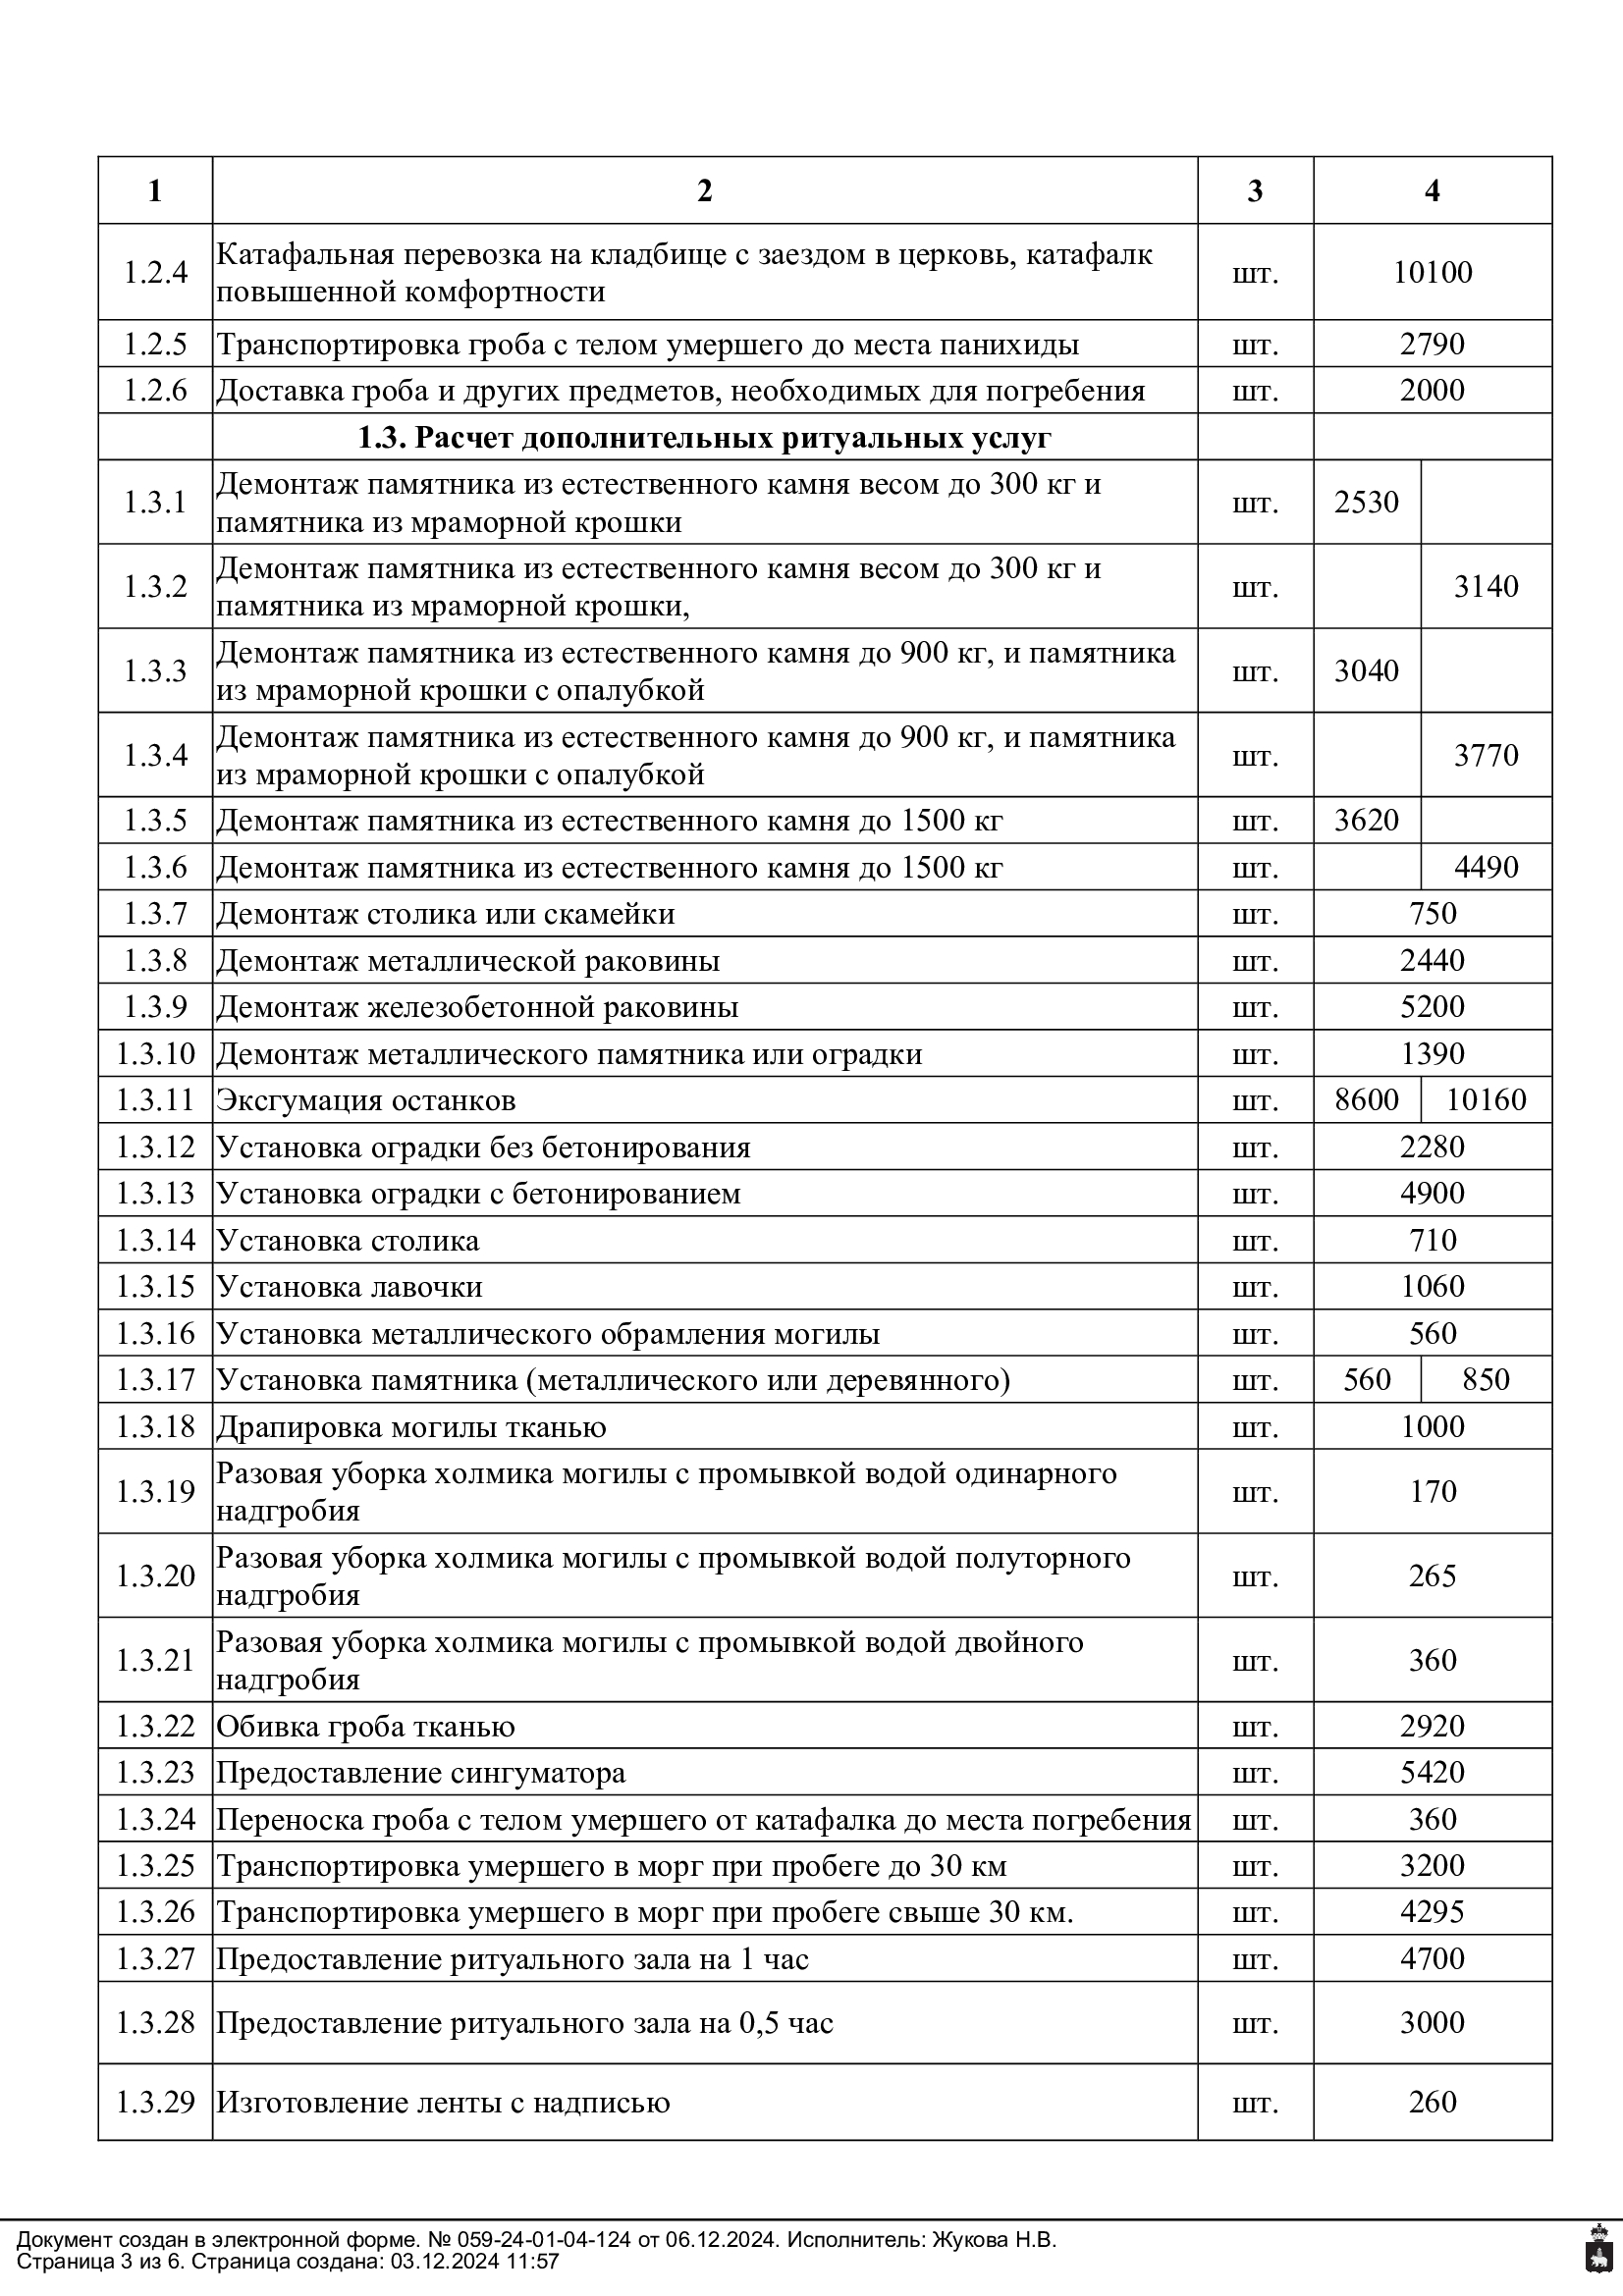 1 2 3 4
1.2.4 Катафальная перевозка на кладбище с заездом в церковь, катафалк
повышенной комфортности шт. 10100
1.2.5 Транспортировка гроба с телом умершего до места панихиды шт. 2790
1.2.6 Доставка гроба и других предметов, необходимых для погребения шт. 2000
1.3. Расчет дополнительных ритуальных услуг
1.3.1 Демонтаж памятника из естественного камня весом до 300 кг и
памятника из мраморной крошки шт. 2530
1.3.2 Демонтаж памятника из естественного камня весом до 300 кг и
памятника из мраморной крошки, шт. 3140
1.3.3 Демонтаж памятника из естественного камня до 900 кг, и памятника
из мраморной крошки с опалубкой шт. 3040
1.3.4 Демонтаж памятника из естественного камня до 900 кг, и памятника
из мраморной крошки с опалубкой шт. 3770
1.3.5 Демонтаж памятника из естественного камня до 1500 кг шт. 3620
1.3.6 Демонтаж памятника из естественного камня до 1500 кг шт. 4490
1.3.7 Демонтаж столика или скамейки шт. 750
1.3.8 Демонтаж металлической раковины шт. 2440
1.3.9 Демонтаж железобетонной раковины шт. 5200
1.3.10 Демонтаж металлического памятника или оградки шт. 1390
1.3.11 Эксгумация останков шт. 8600 10160
1.3.12 Установка оградки без бетонирования шт. 2280
1.3.13 Установка оградки с бетонированием шт. 4900
1.3.14 Установка столика шт. 710
1.3.15 Установка лавочки шт. 1060
1.3.16 Установка металлического обрамления могилы шт. 560
1.3.17 Установка памятника (металлического или деревянного) шт. 560 850
1.3.18 Драпировка могилы тканью шт. 1000
1.3.19 Разовая уборка холмика могилы с промывкой водой одинарного
надгробия шт. 170
1.3.20 Разовая уборка холмика могилы с промывкой водой полуторного
надгробия шт. 265
1.3.21 Разовая уборка холмика могилы с промывкой водой двойного
надгробия шт. 360
1.3.22 Обивка гроба тканью шт. 2920
1.3.23 Предоставление сингуматора шт. 5420
1.3.24 Переноска гроба с телом умершего от катафалка до места погребения шт. 360
1.3.25 Транспортировка умершего в морг при пробеге до 30 км шт. 3200
1.3.26 Транспортировка умершего в морг при пробеге свыше 30 км. шт. 4295
1.3.27 Предоставление ритуального зала на 1 час шт. 4700
1.3.28 Предоставление ритуального зала на 0,5 час шт. 3000
1.3.29 Изготовление ленты с надписью шт. 260
Документ создан в электронной форме. № 059-24-01-04-124 от 06.12.2024. Исполнитель: Жукова Н.В.
Страница 3 из 6. Страница создана: 03.12.2024 11:57